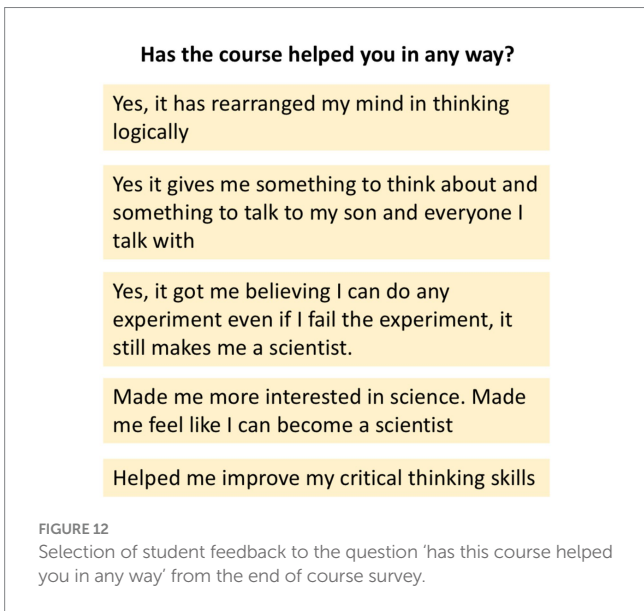 Has the course helped you in any way?
Yes, it has rearranged my mind in thinking
logically
Yes it gives me something to think about and
something to talk to my son and everyone I
talk with
Yes, it got me believing I can do any
experiment even if I fail the experiment, it
still makes me a scientist.
Made me more interested in science. Made
me feel like I can become a scientist
Helped me improve my critical thinking skills
FIGURE 12
Selection of student feedback to the question ‘has this course helped
you in any way’ from the end of course survey.